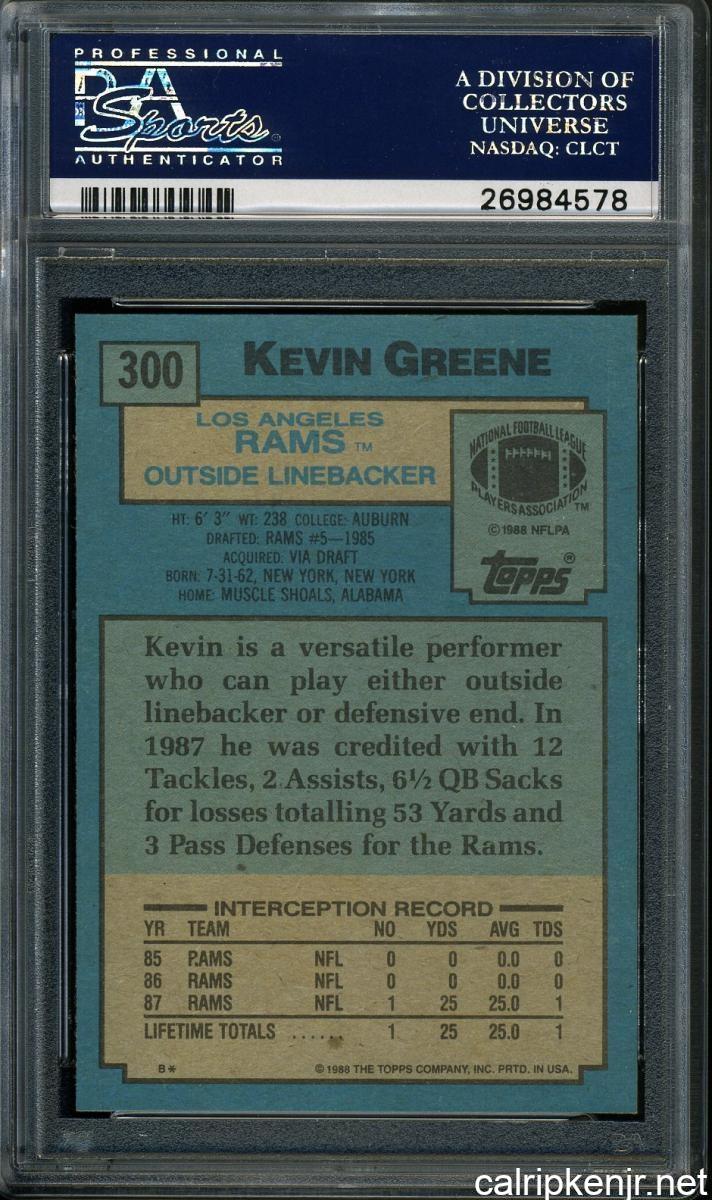 PROFESSIONAL
PSA
Sports
AUTHENTICATOR
A DIVISION OF
COLLECTORS
UNIVERSE
NASDAQ: CLCT
26984578
300
KEVIN GREENE
LOS ANGELES
RAMS TM
OUTSIDE LINEBACKER
NATIONAL FOOTBALL LEAGUE
PLAYERS ASSOCIATION TM
© 1988 NFLPA
TOPPS®
HT: 6' 3" WT: 238 COLLEGE: AUBURN
DRAFTED: RAMS #5—1985
ACQUIRED: VIA DRAFT
BORN: 7-31-62, NEW YORK, NEW YORK
HOME: MUSCLE SHOALS, ALABAMA
Kevin is a versatile performer
who can play either outside
linebacker or defensive end. In
1987 he was credited with 12
Tackles, 2 Assists, 6½ QB Sacks
for losses totalling 53 Yards and
3 Pass Defenses for the Rams.
INTERCEPTION RECORD
YR TEAM NO YDS AVG TDS
85 RAMS NFL 0 0 0.0 0
86 RAMS NFL 0 0 0.0 0
87 RAMS NFL 1 25 25.0 1
LIFETIME TOTALS ...... 1 25 25.0 1
B* © 1988 THE TOPPS COMPANY, INC. PRTD. IN USA.
calripkenjr.net